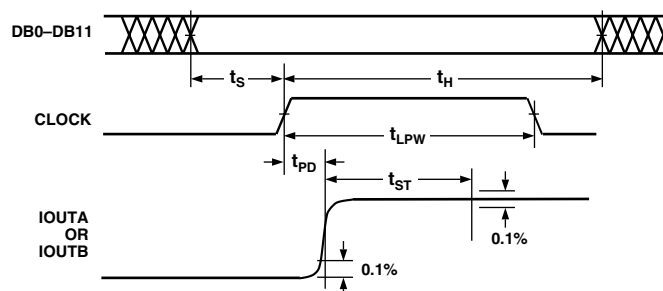 DB0–DB11
tS
tH
CLOCK
tLPW
tPD
tST
IOUTA
OR
IOUTB
0.1%
0.1%